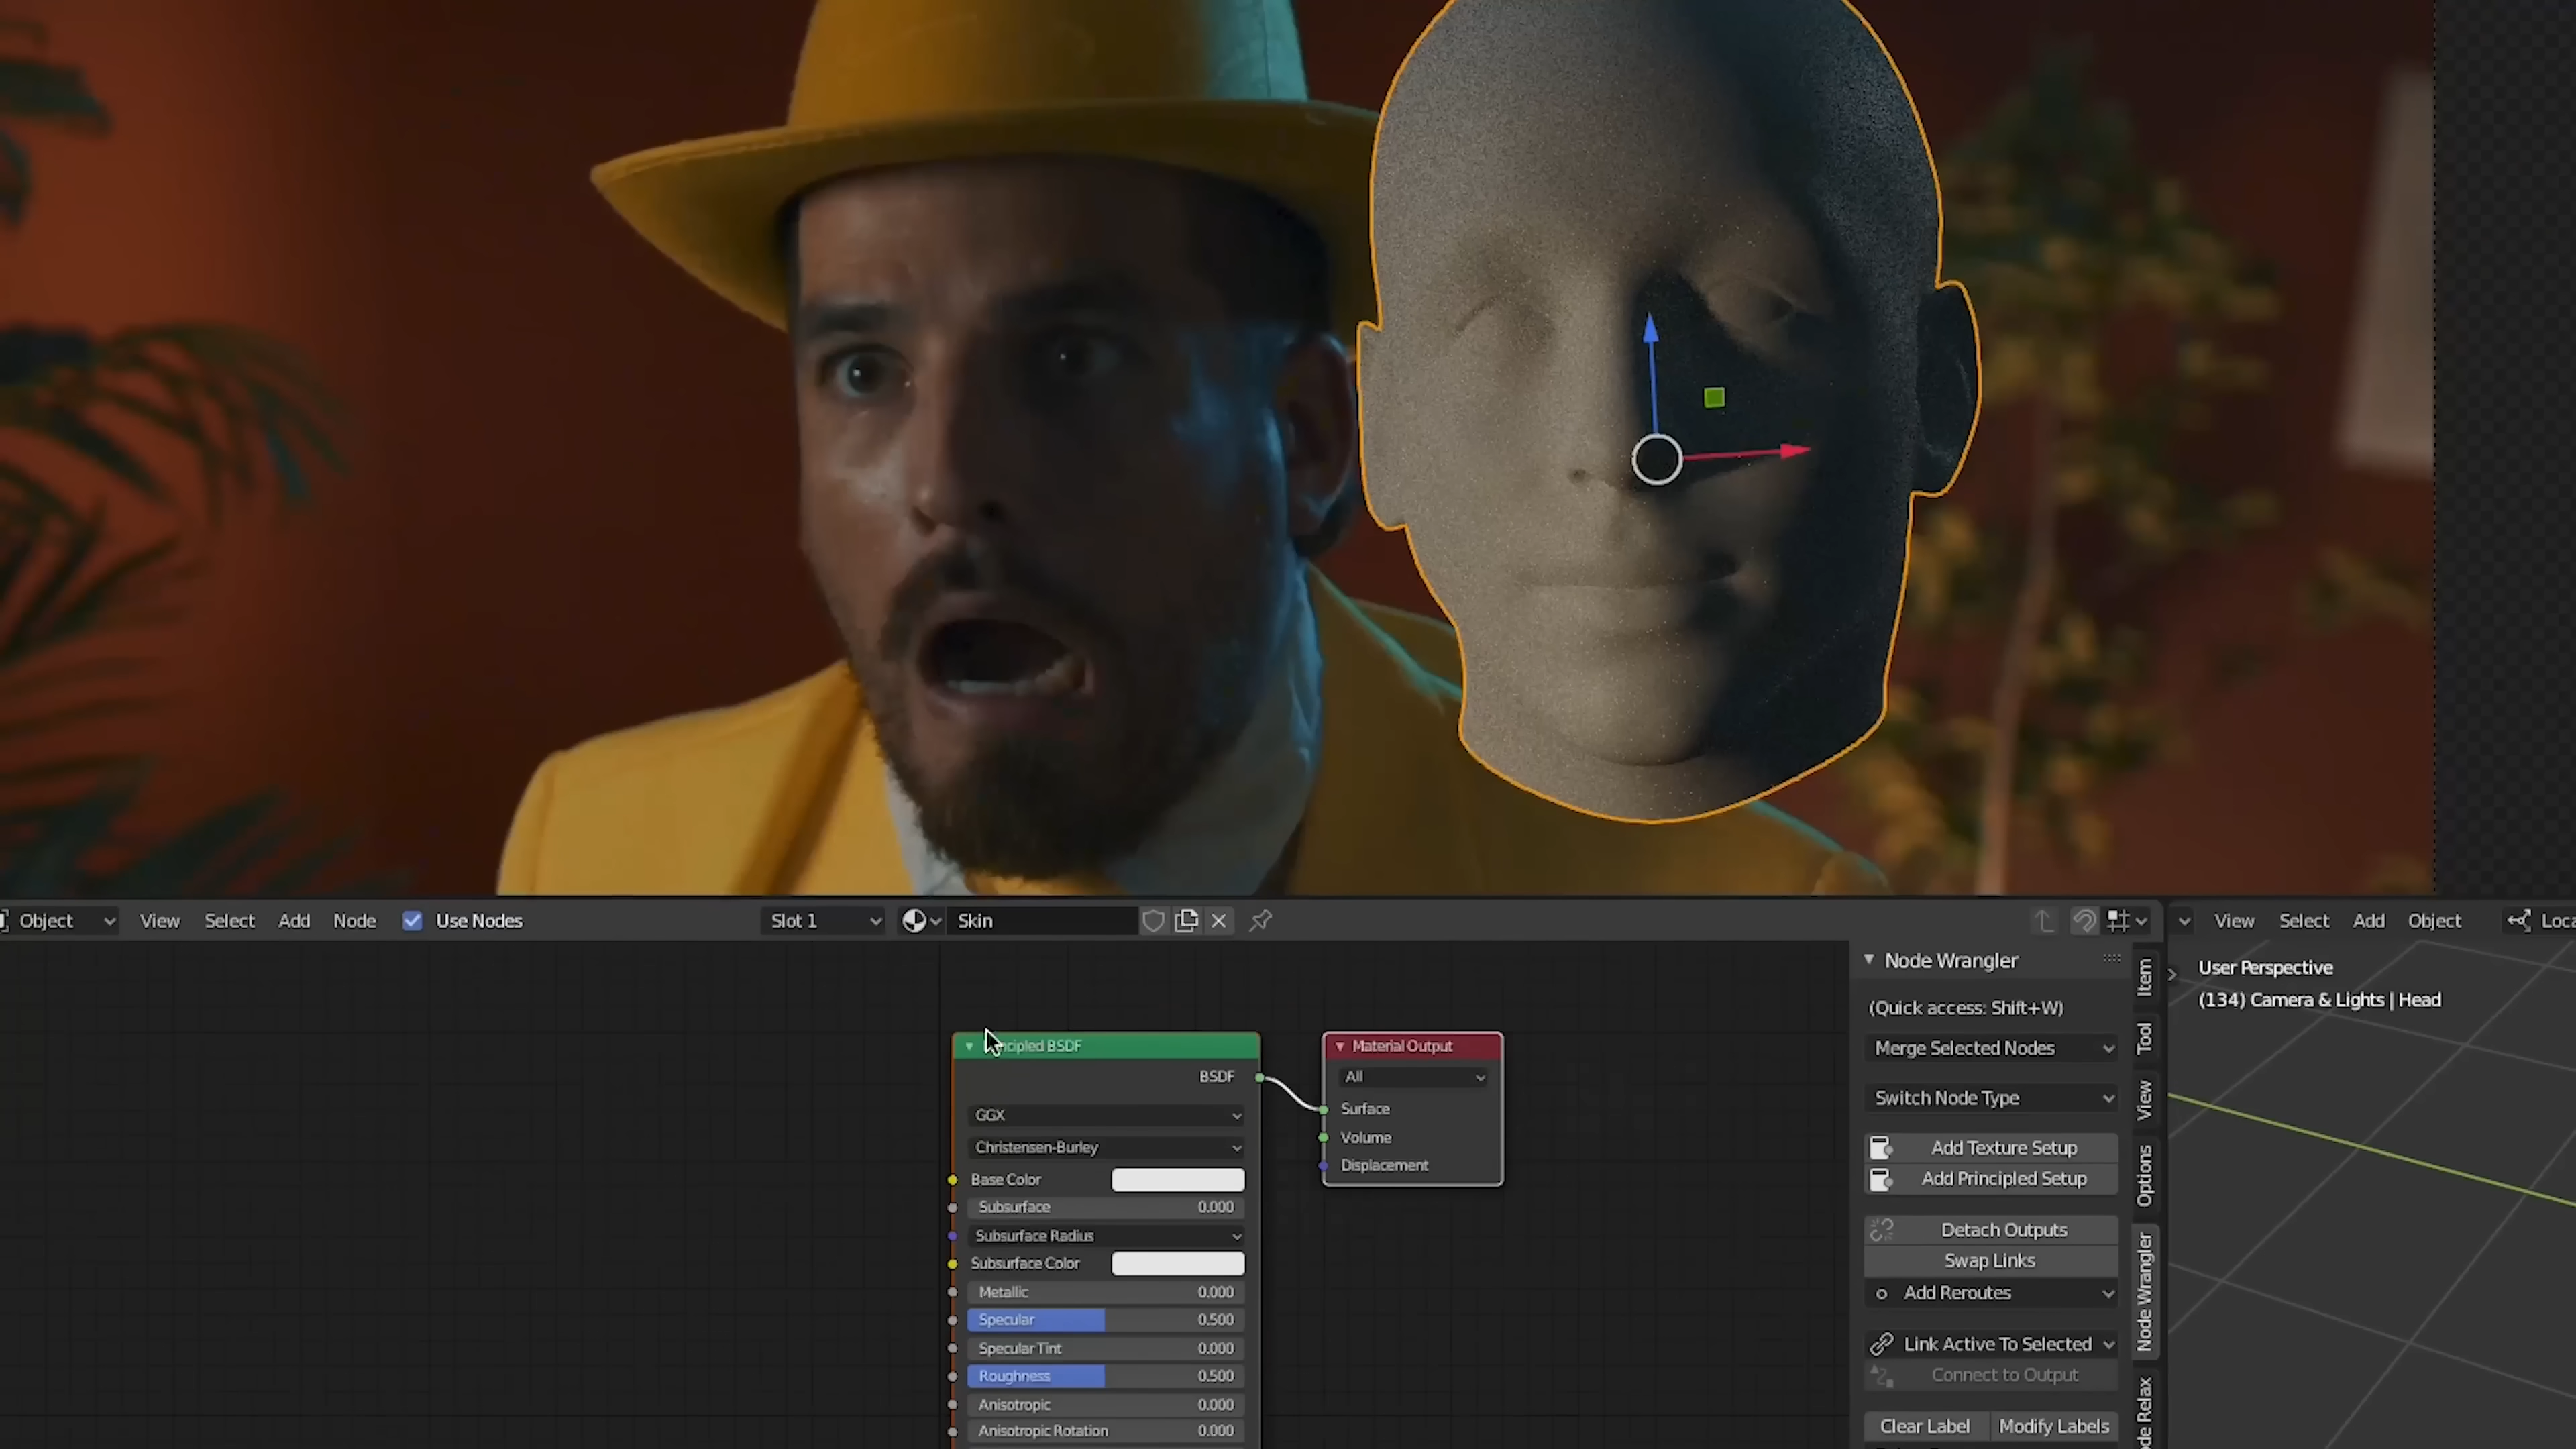 Object View Select Add Node Use Nodes Slot 1 Skin
View Select Add Object
Principled BSDF
BSDF
GGX
Christensen-Burley
Base Color
Subsurface 0.000
Subsurface Radius
Subsurface Color
Metallic 0.000
Specular 0.500
Specular Tint 0.000
Roughness 0.500
Anisotropic 0.000
Anisotropic Rotation 0.000
Material Output
All
Surface
Volume
Displacement
Node Wrangler
(Quick access: Shift+W)
Merge Selected Nodes
Switch Node Type
Add Texture Setup
Add Principled Setup
Detach Outputs
Swap Links
Add Reroutes
Link Active To Selected
Connect to Output
Clear Label Modify Labels
Item
Tool
View
Options
Node Wrangler
User Perspective
(134) Camera & Lights | Head